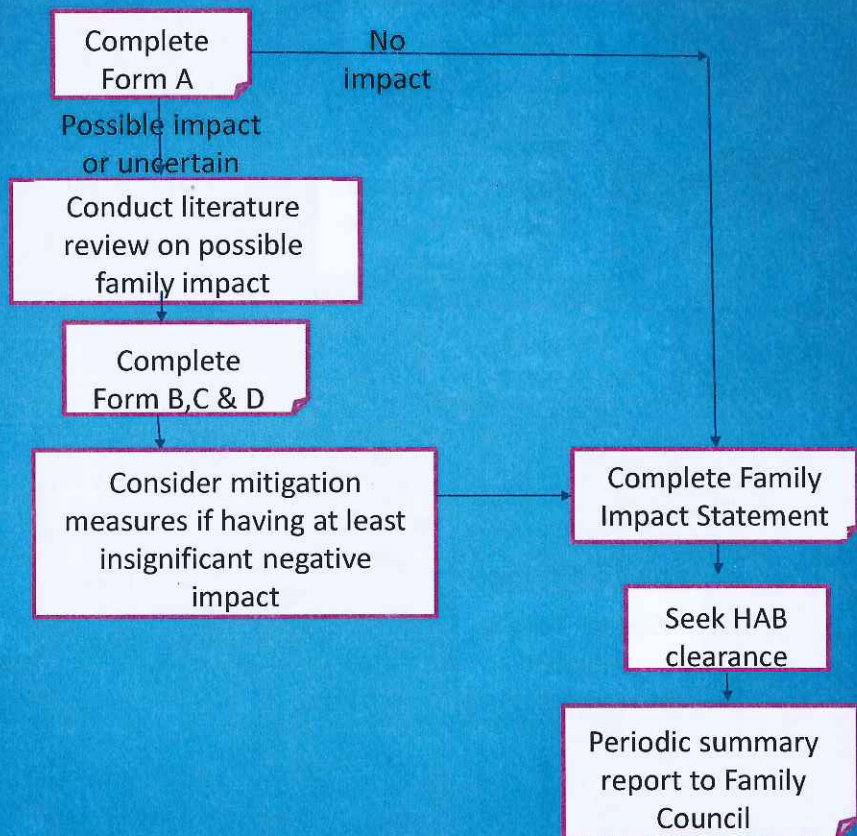 Complete
Form A
No
impact
Possible impact
or uncertain
Conduct literature
review on possible
family impact
Complete
Form B,C & D
Consider mitigation
measures if having at least
insignificant negative
impact
Complete Family
Impact Statement
Seek HAB
clearance
Periodic summary
report to Family
Council